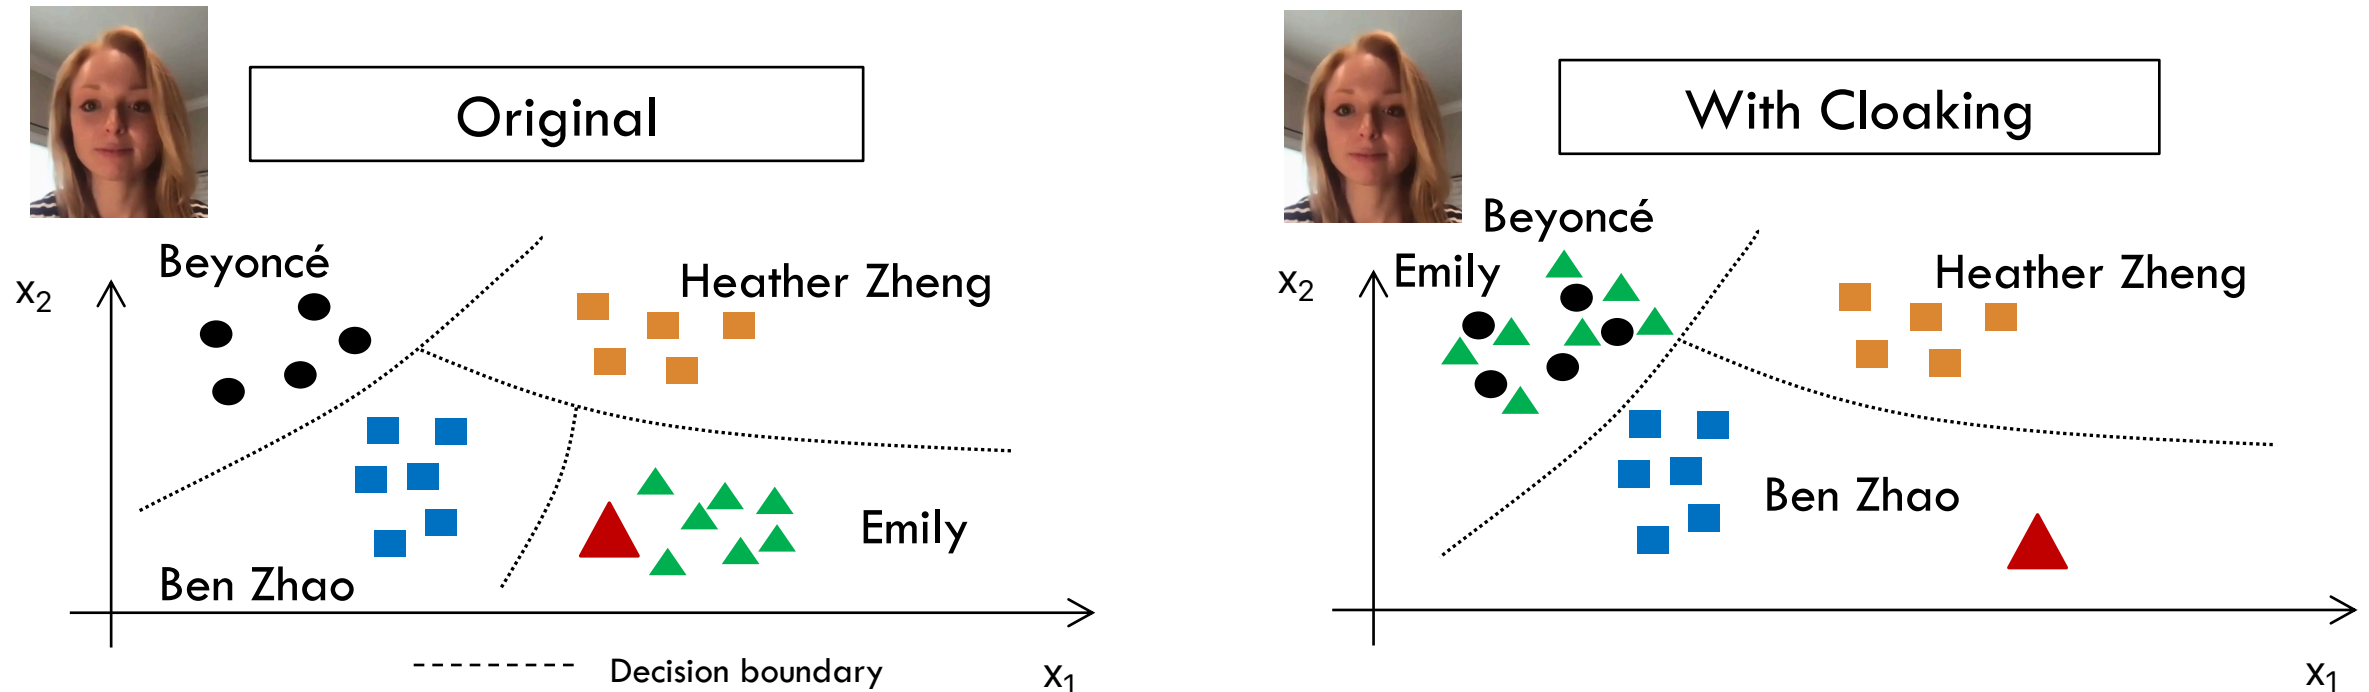 Original
Beyoncé
Heather Zheng
x₂
Emily
Ben Zhao
Decision boundary
x₁
With Cloaking
Beyoncé
Emily
Heather Zheng
x₂
Ben Zhao
x₁